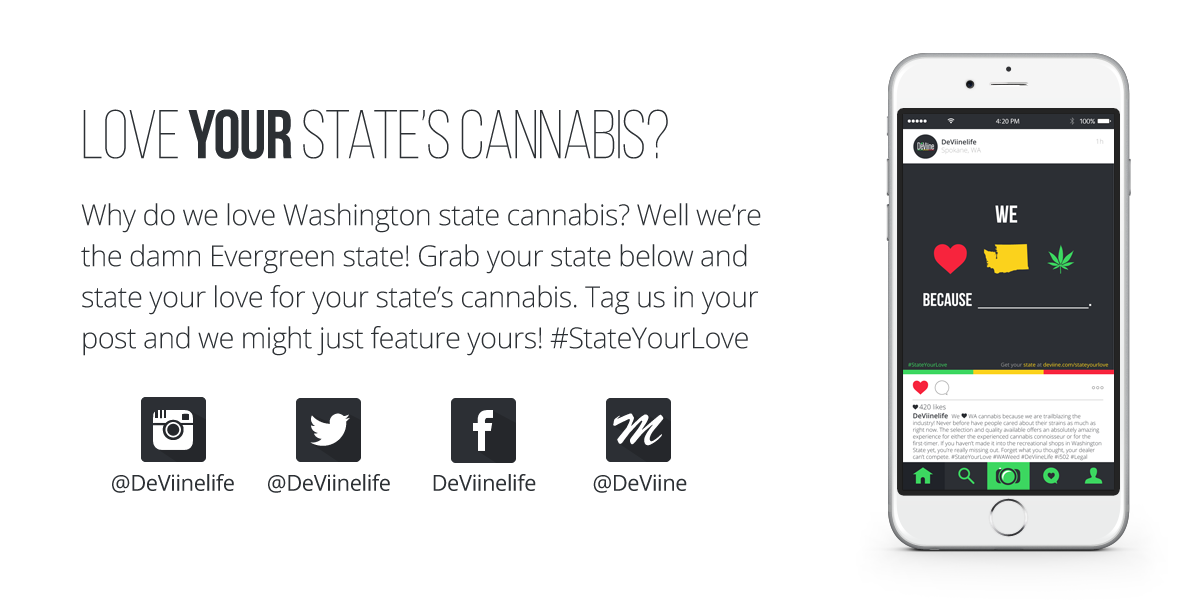 LOVE YOUR STATE'S CANNABIS?
Why do we love Washington state cannabis? Well we're
the damn Evergreen state! Grab your state below and
state your love for your state's cannabis. Tag us in your
post and we might just feature yours! #StateYourLove
@DeViinelife
@DeViinelife
DeViinelife
@DeViine
4:20 PM
100%
DeViine
DeViinelife
Spokane, WA
1h
WE
BECAUSE ____________.
#StateYourLove
Get your state at deviine.com/stateyourlove
420 likes
DeViinelife We WA cannabis because we are trailblazing the
industry! Never before have people cared about their strains as much as
right now. The selection and quality available offers an absolutely amazing
experience for either the experienced cannabis connoisseur or for the
first-timer. If you haven't made it into the recreational shops in Washington
State yet, you're really missing out. Forget what you thought, your dealer
can't compete. #StateYourLove #WAWeed #DeVineLife #i502 #Legal